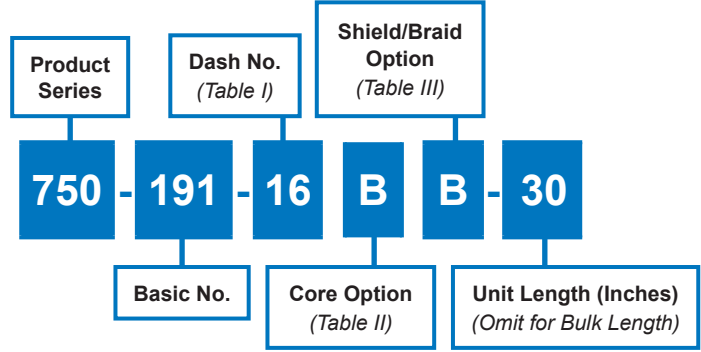 Product
Series
Dash No.
(Table I)
Shield/Braid
Option
(Table III)
750 - 191 - 16 B B - 30
Basic No.
Core Option
(Table II)
Unit Length (Inches)
(Omit for Bulk Length)